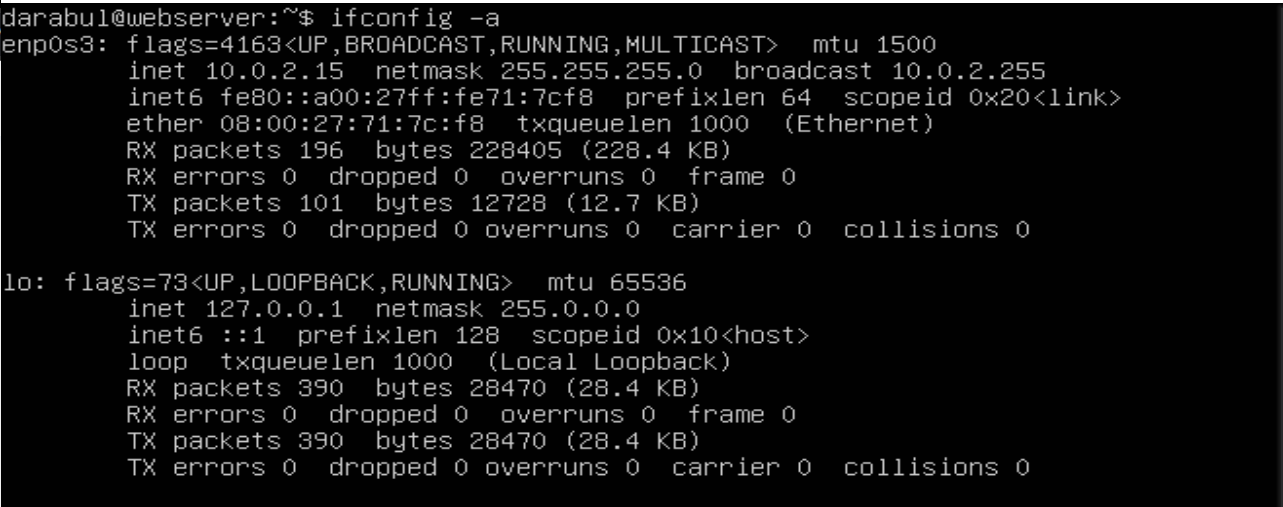 darabul@webserver:~$ ifconfig -a
enp0s3: flags=4163<UP,BROADCAST,RUNNING,MULTICAST>  mtu 1500
        inet 10.0.2.15  netmask 255.255.255.0  broadcast 10.0.2.255
        inet6 fe80::a00:27ff:fe71:7cf8  prefixlen 64  scopeid 0x20<link>
        ether 08:00:27:71:7c:f8  txqueuelen 1000  (Ethernet)
        RX packets 196  bytes 228405 (228.4 KB)
        RX errors 0  dropped 0  overruns 0  frame 0
        TX packets 101  bytes 12728 (12.7 KB)
        TX errors 0  dropped 0 overruns 0  carrier 0  collisions 0

lo: flags=73<UP,LOOPBACK,RUNNING>  mtu 65536
        inet 127.0.0.1  netmask 255.0.0.0
        inet6 ::1  prefixlen 128  scopeid 0x10<host>
        loop  txqueuelen 1000  (Local Loopback)
        RX packets 390  bytes 28470 (28.4 KB)
        RX errors 0  dropped 0  overruns 0  frame 0
        TX packets 390  bytes 28470 (28.4 KB)
        TX errors 0  dropped 0 overruns 0  carrier 0  collisions 0